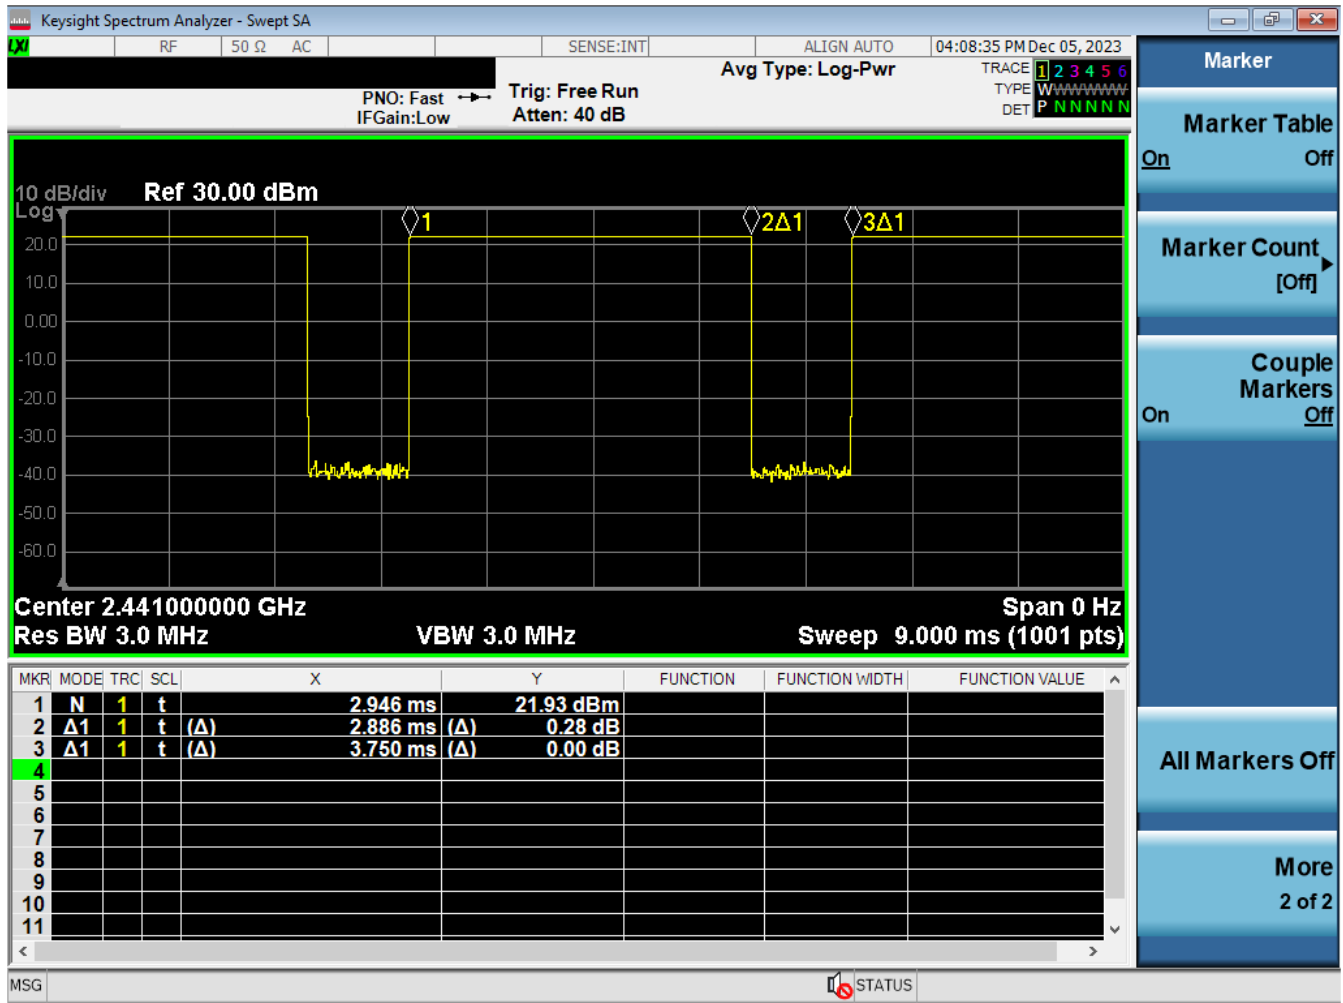 Keysight Spectrum Analyzer - Swept SA
LXI RF 50 Ω AC SENSE:INT ALIGN AUTO 04:08:35 PM Dec 05, 2023
Avg Type: Log-Pwr
TRACE 1 2 3 4 5 6
TYPE WWWWWWW
DET P N N N N N
PNO: Fast
IFGain:Low
Trig: Free Run
Atten: 40 dB
10 dB/div Ref 30.00 dBm
Log
1 2Δ1 3Δ1
20.0
10.0
0.00
-10.0
-20.0
-30.0
-40.0
-50.0
-60.0
Center 2.441000000 GHz Span 0 Hz
Res BW 3.0 MHz VBW 3.0 MHz Sweep 9.000 ms (1001 pts)
MKR MODE TRC SCL X Y FUNCTION FUNCTION WIDTH FUNCTION VALUE
1 N 1 t 2.946 ms 21.93 dBm
2 Δ1 1 t (Δ) 2.886 ms (Δ) 0.28 dB
3 Δ1 1 t (Δ) 3.750 ms (Δ) 0.00 dB
4
5
6
7
8
9
10
11
MSG STATUS
Marker
Marker Table
On Off
Marker Count
[Off]
Couple
Markers
On Off
All Markers Off
More
2 of 2